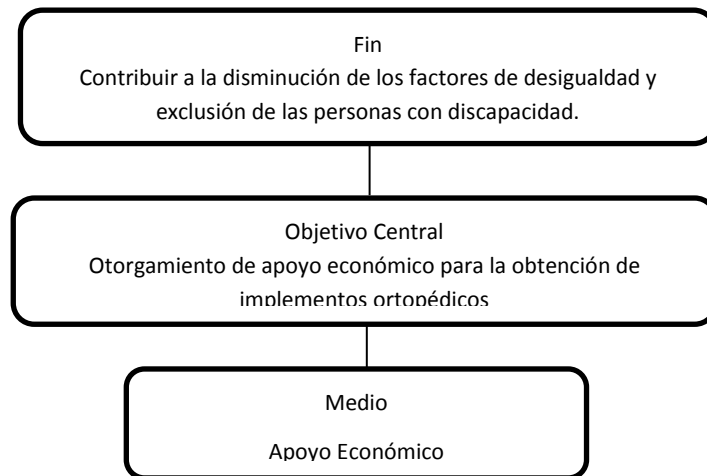 Fin
Contribuir a la disminución de los factores de desigualdad y
exclusión de las personas con discapacidad.
Objetivo Central
Otorgamiento de apoyo económico para la obtención de
implementos ortopédicos
Medio
Apoyo Económico